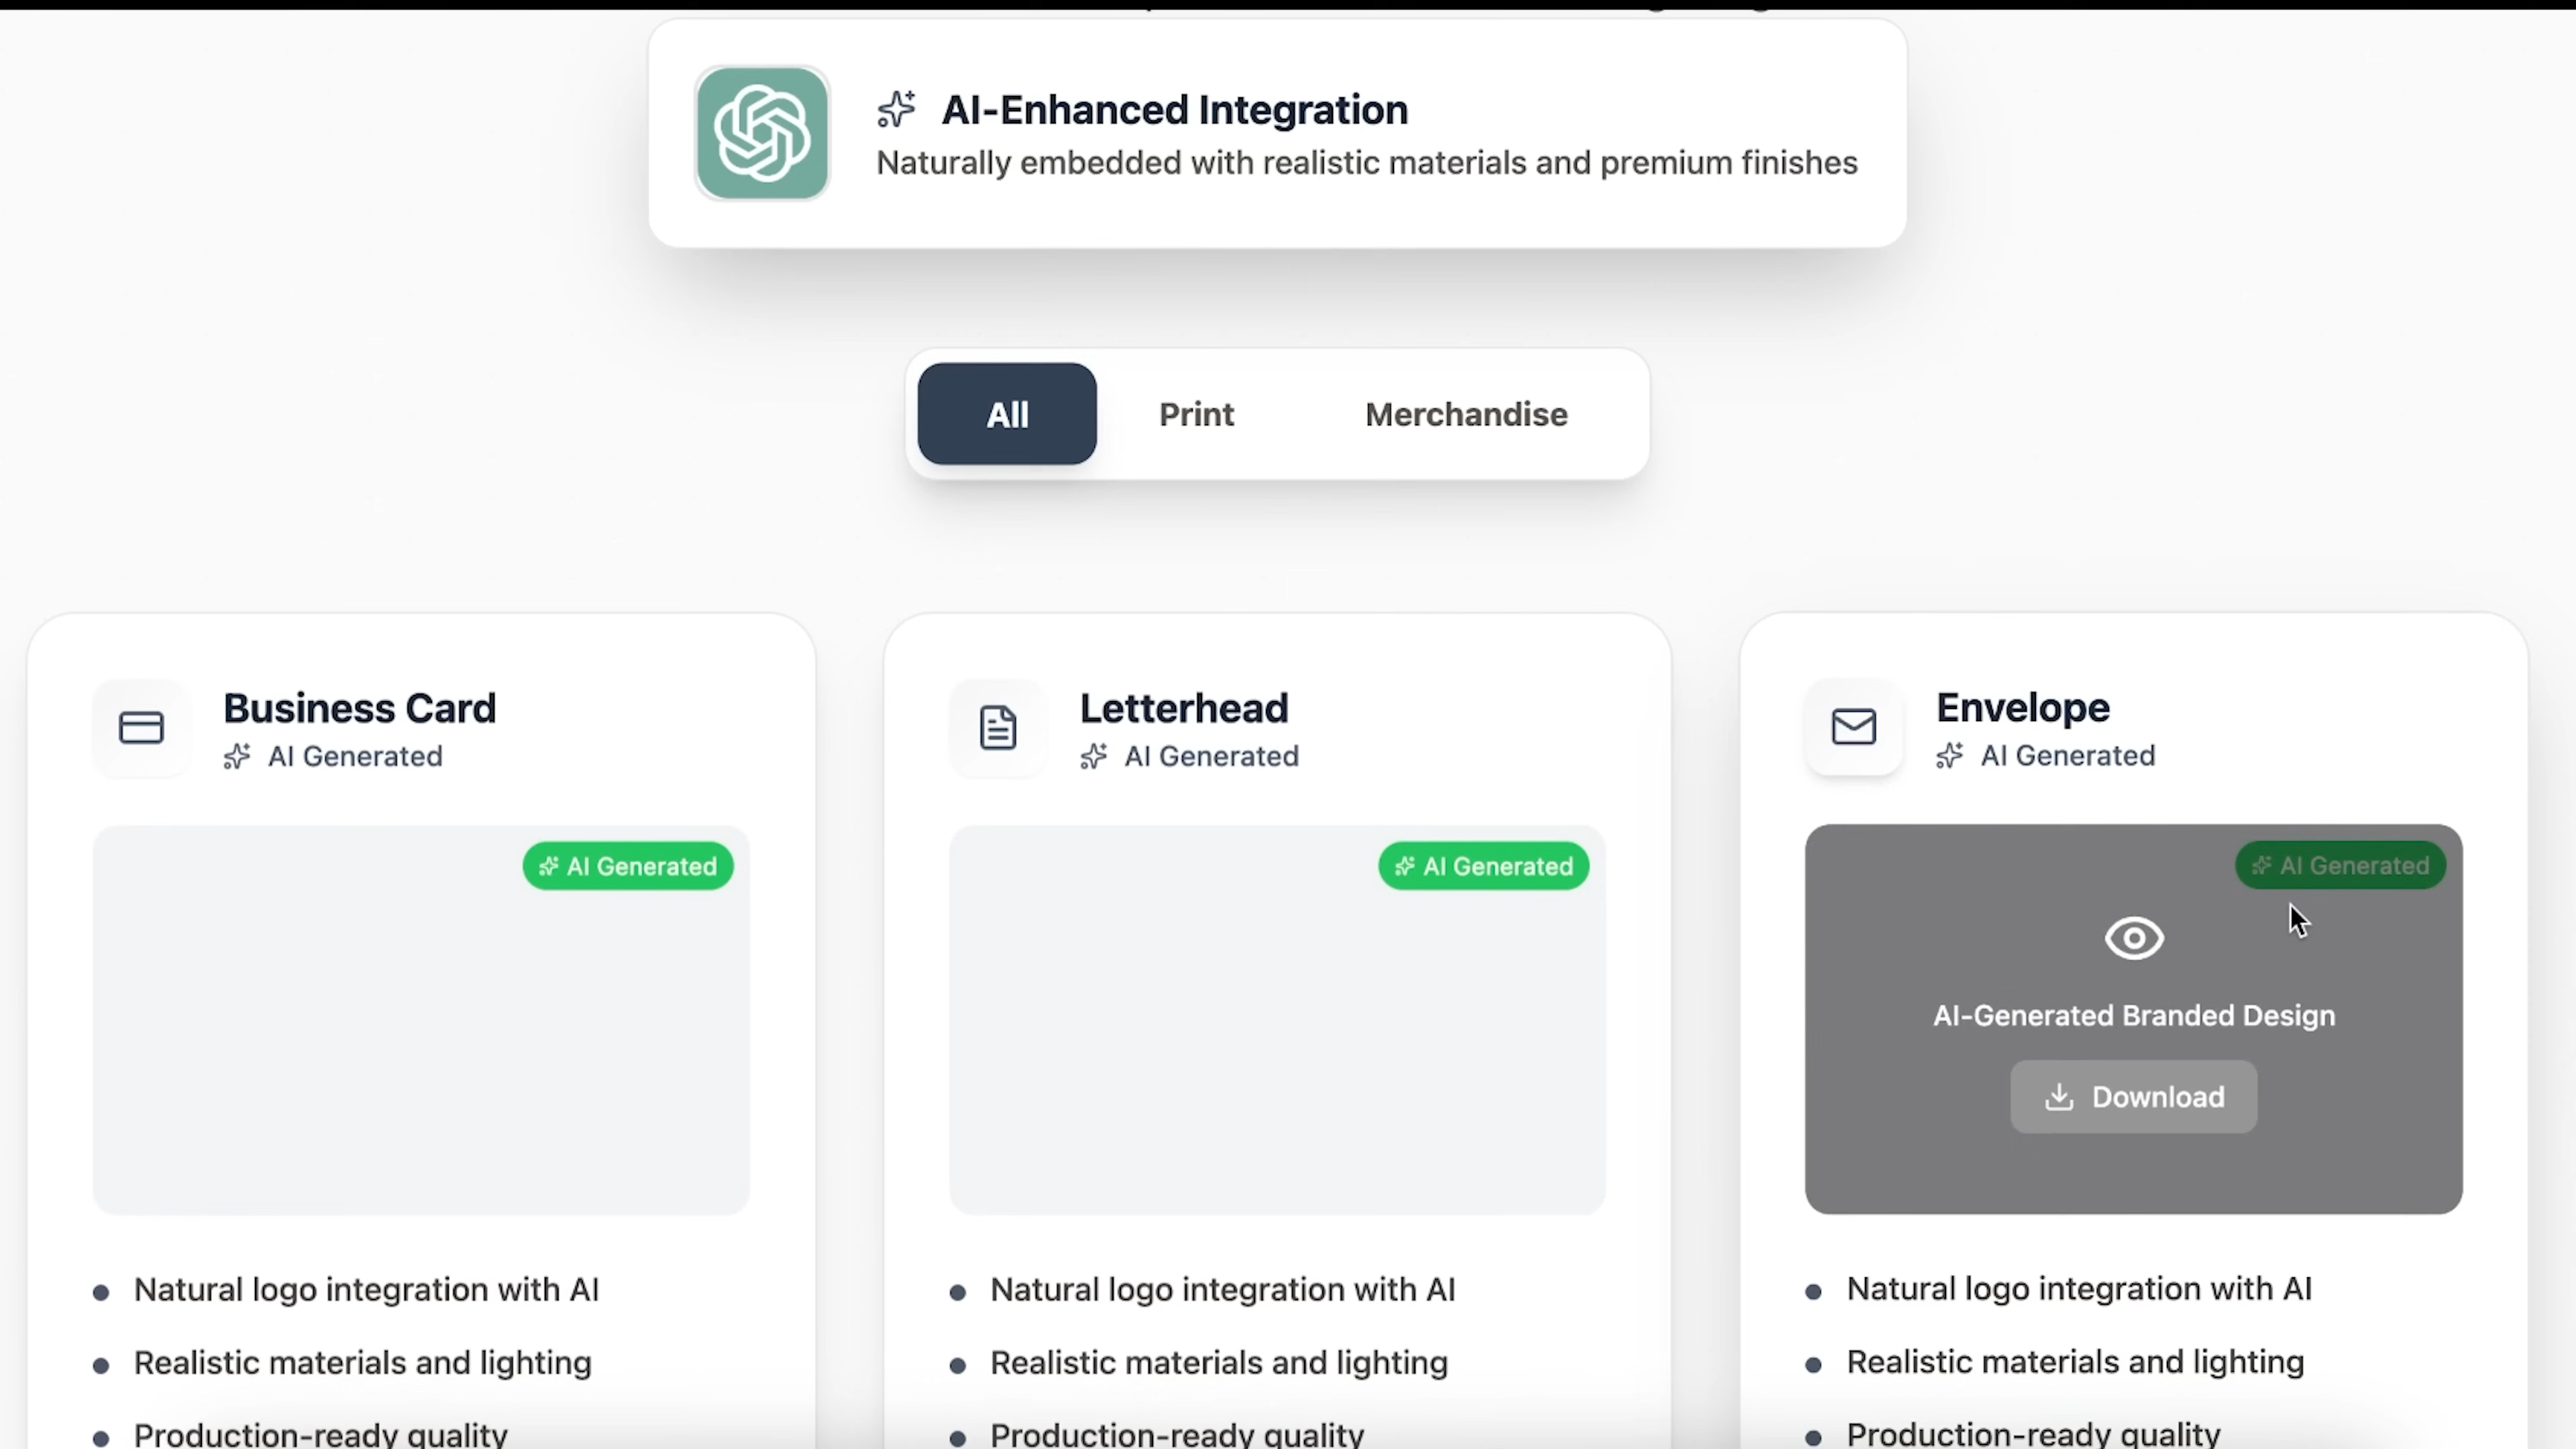 AI-Enhanced Integration
Naturally embedded with realistic materials and premium finishes
All
Print
Merchandise
Business Card
AI Generated
AI Generated
Natural logo integration with AI
Realistic materials and lighting
Production-ready quality
Letterhead
AI Generated
AI Generated
Natural logo integration with AI
Realistic materials and lighting
Production-ready quality
Envelope
AI Generated
AI Generated
AI-Generated Branded Design
Download
Natural logo integration with AI
Realistic materials and lighting
Production-ready quality